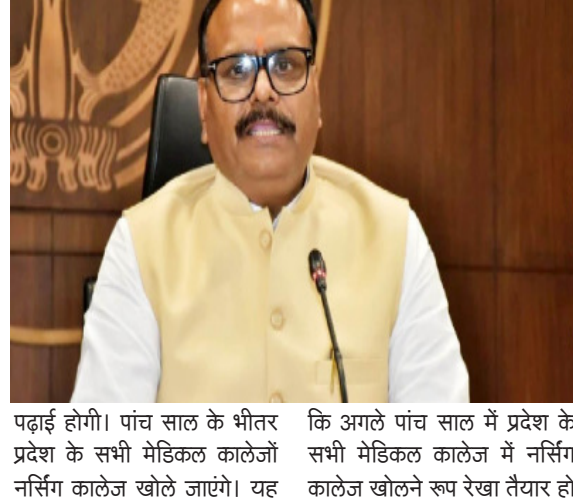 पढ़ाई होगी। पांच साल के भीतर
प्रदेश के सभी मेडिकल कालेजों
नर्सिंग कालेज खोले जाएंगे। यह
कि अगले पांच साल में प्रदेश के
सभी मेडिकल कालेज में नर्सिंग
कालेज खोलने रूप रेखा तैयार हो